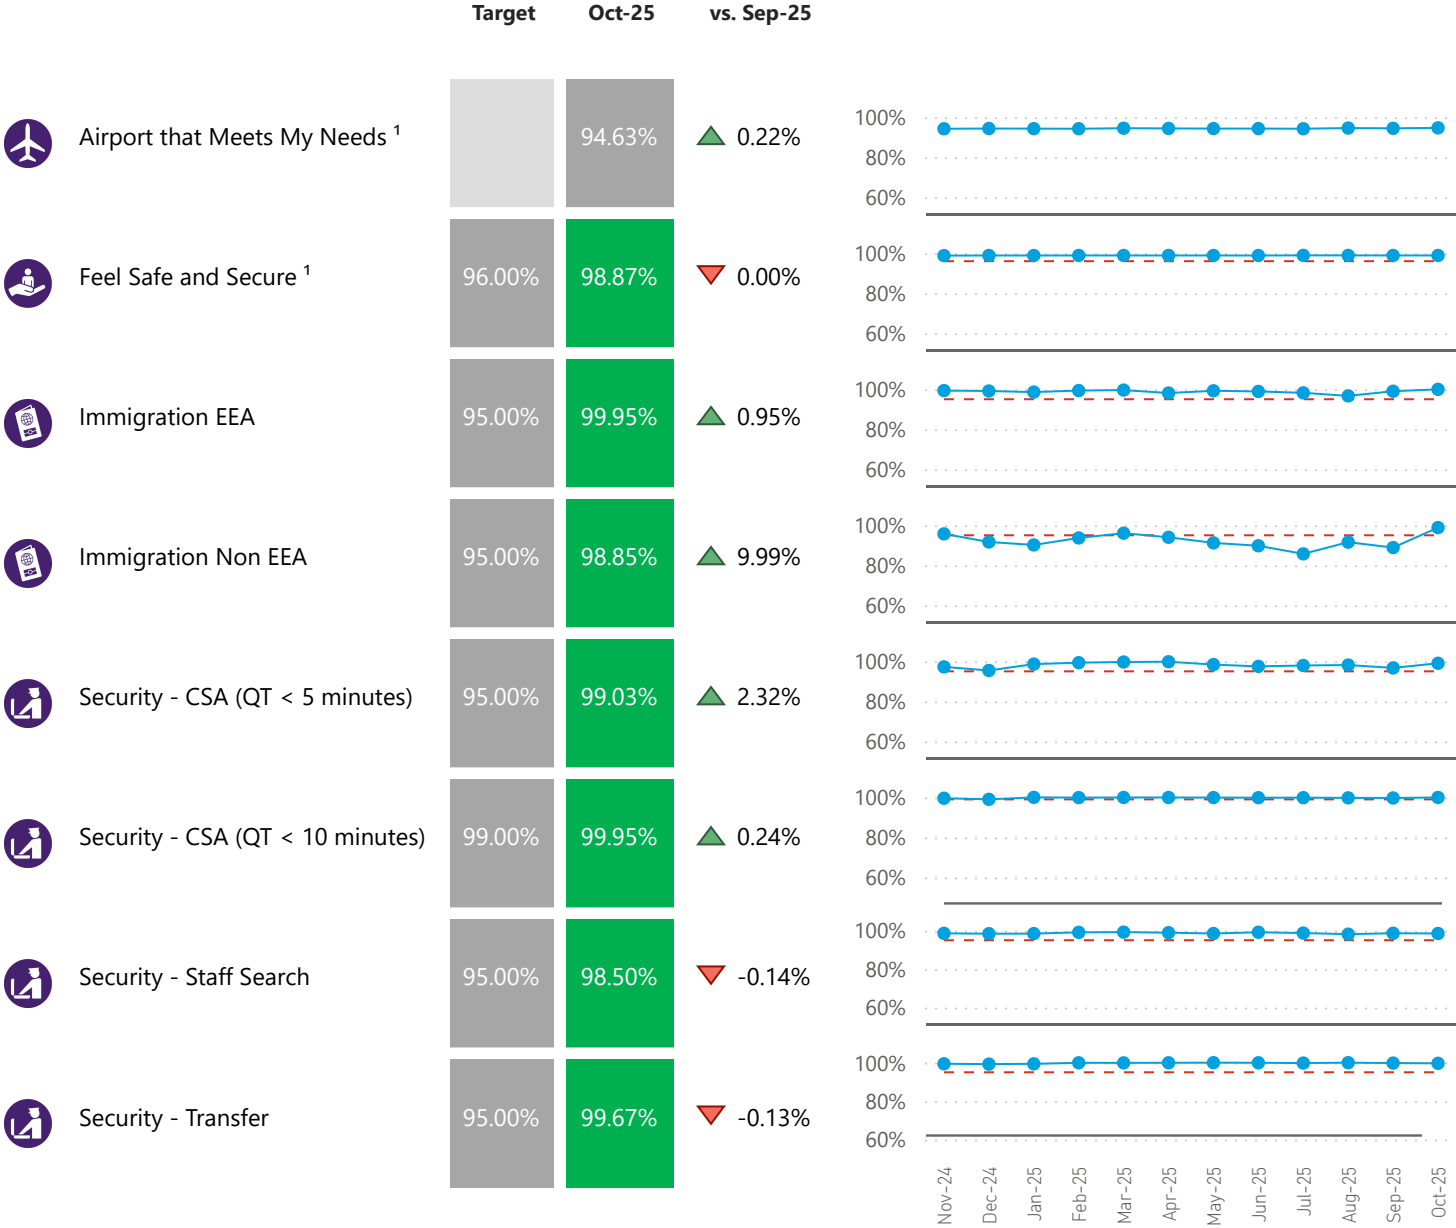 Target Oct-25 vs. Sep-25
Airport that Meets My Needs ¹ 94.63% 0.22%
100%
80%
60%
Feel Safe and Secure ¹ 96.00% 98.87% 0.00%
100%
80%
60%
Immigration EEA 95.00% 99.95% 0.95%
100%
80%
60%
Immigration Non EEA 95.00% 98.85% 9.99%
100%
80%
60%
Security - CSA (QT < 5 minutes) 95.00% 99.03% 2.32%
100%
80%
60%
Security - CSA (QT < 10 minutes) 99.00% 99.95% 0.24%
100%
80%
60%
Security - Staff Search 95.00% 98.50% -0.14%
100%
80%
60%
Security - Transfer 95.00% 99.67% -0.13%
100%
80%
60%
Nov-24 Dec-24 Jan-25 Feb-25 Mar-25 Apr-25 May-25 Jun-25 Jul-25 Aug-25 Sep-25 Oct-25